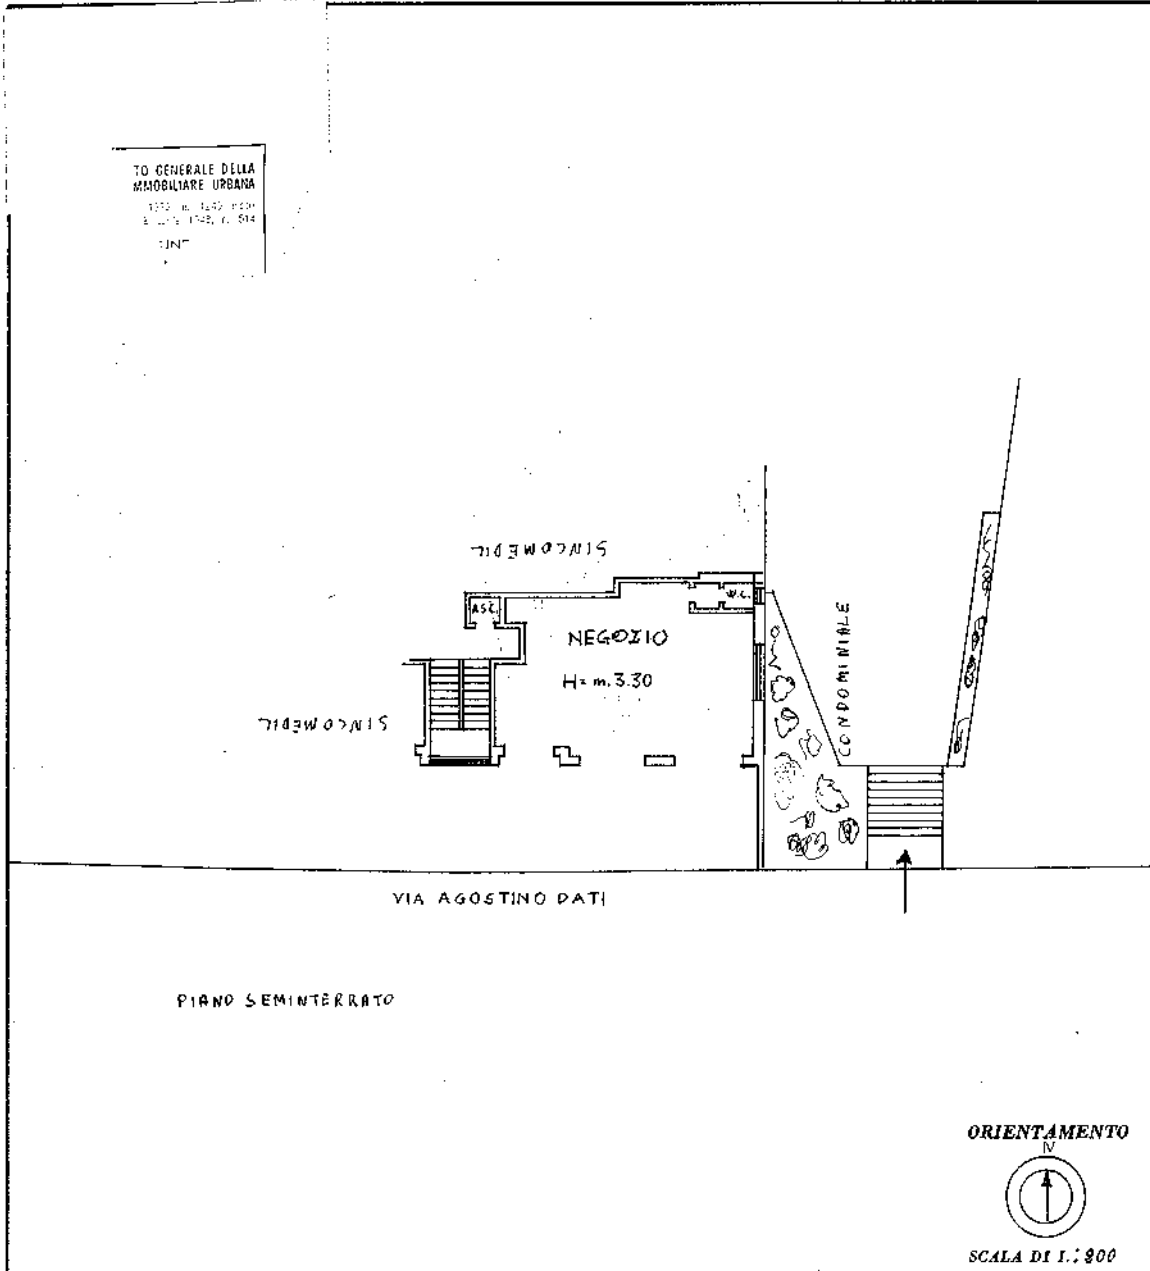 TO GENERALE DELLA
MMOBILIARE URBANA
SINCOMEDIL
ASC.
W.C.
NEGOZIO
H= m. 3.30
SINCOMEDIL
CONDOMINIALE
VIA AGOSTINO DATI
PIANO SEMINTERRATO
ORIENTAMENTO
N
SCALA DI 1:200